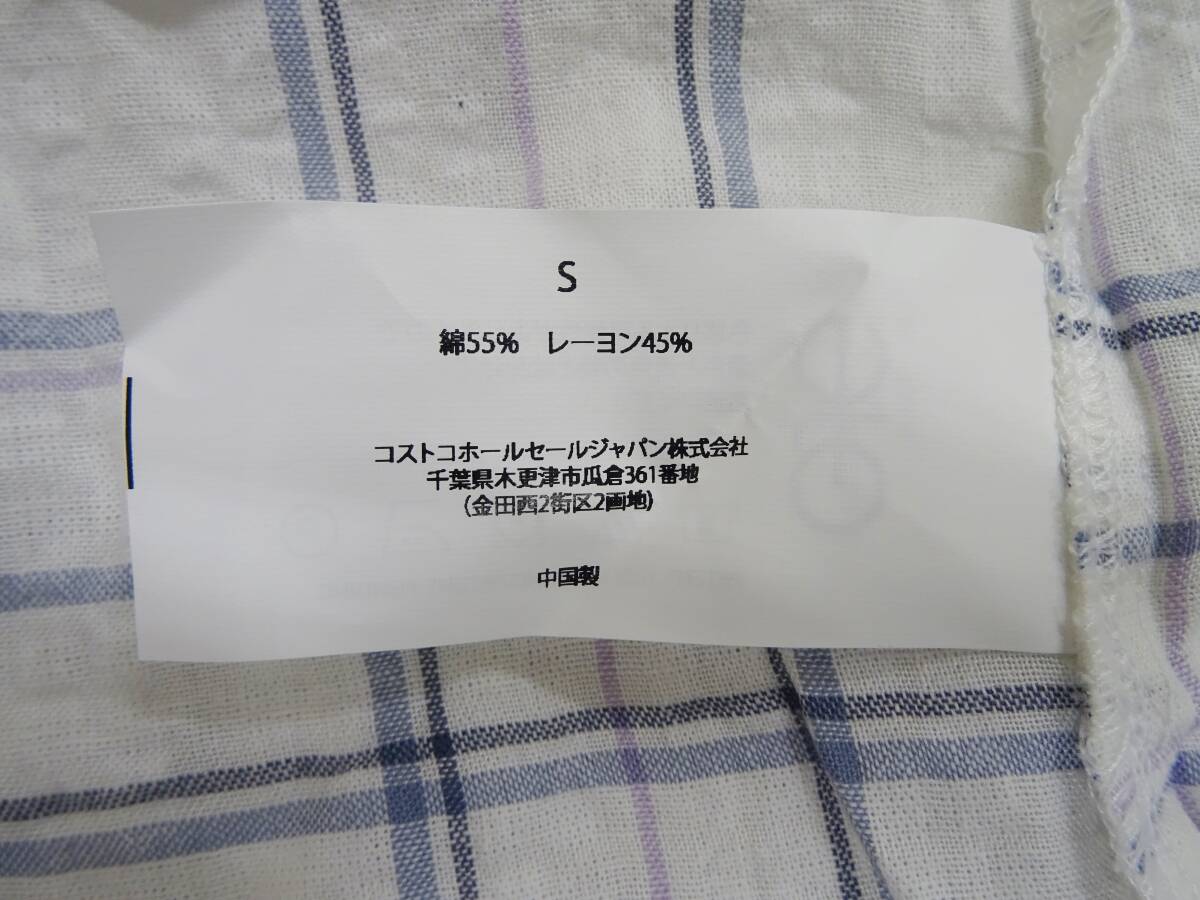 S
綿55%　レーヨン45%
コストコホールセールジャパン株式会社
千葉県木更津市瓜倉361番地
(金田西2街区2画地)
中国製